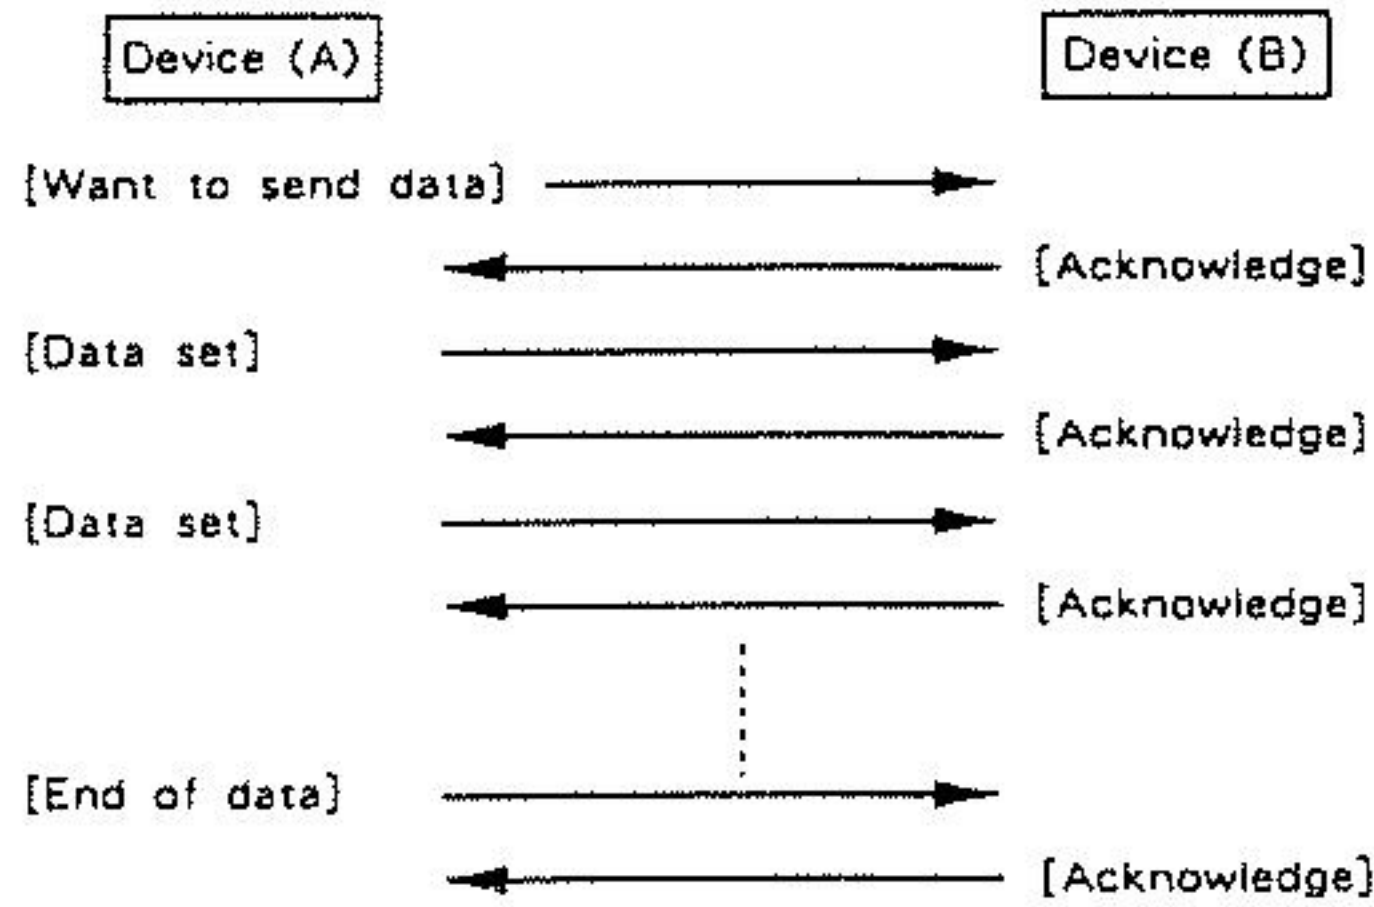 Device (A)
Device (B)
[Want to send data]
[Acknowledge]
[Data set]
[Acknowledge]
[Data set]
[Acknowledge]
[End of data]
[Acknowledge]